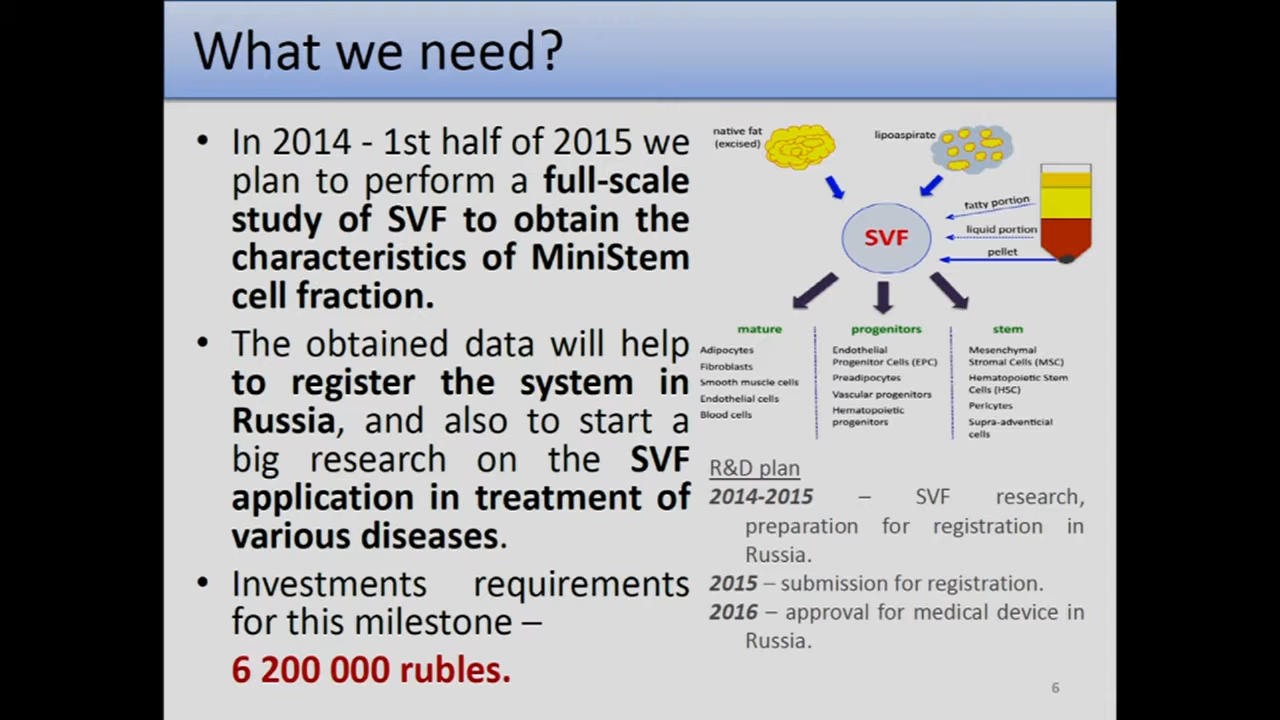 What we need?
• In 2014 - 1st half of 2015 we
plan to perform a full-scale
study of SVF to obtain the
characteristics of MiniStem
cell fraction.
• The obtained data will help
to register the system in
Russia, and also to start a
big research on the SVF
application in treatment of
various diseases.
• Investments requirements
for this milestone –
6 200 000 rubles.
native fat
(excised)
lipoaspirate
SVF
fatty portion
liquid portion
pellet
mature
Adipocytes
Fibroblasts
Smooth muscle cells
Endothelial cells
Blood cells
progenitors
Endothelial
Progenitor Cells (EPC)
Preadipocytes
Vascular progenitors
Hematopoietic
progenitors
stem
Mesenchymal
Stromal Cells (MSC)
Hematopoietic Stem
Cells (HSC)
Pericytes
Supra-adventicial
cells
R&D plan
2014-2015 – SVF research,
preparation for registration in
Russia.
2015 – submission for registration.
2016 – approval for medical device in
Russia.
6